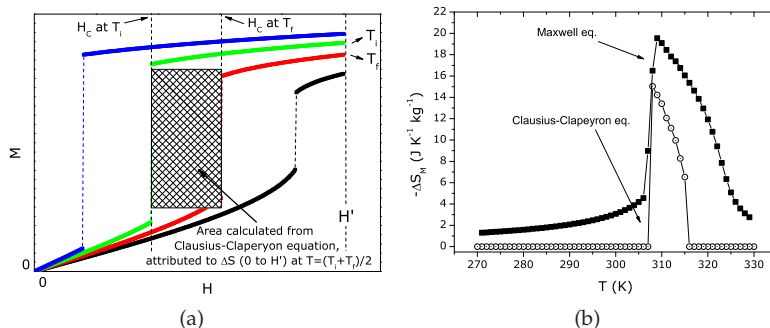 H_C at T_i
H_C at T_f
T_i
T_f
M
H'
Area calculated from
Clausius-Claperyon equation,
attributed to ΔS (0 to H') at T=(T_i+T_f)/2
0
0
H
(a)
22
20
18
16
14
12
10
8
6
4
2
0
-ΔS_M (J K⁻¹ kg⁻¹)
Maxwell eq.
Clausius-Clapeyron eq.
270 280 290 300 310 320 330
T (K)
(b)